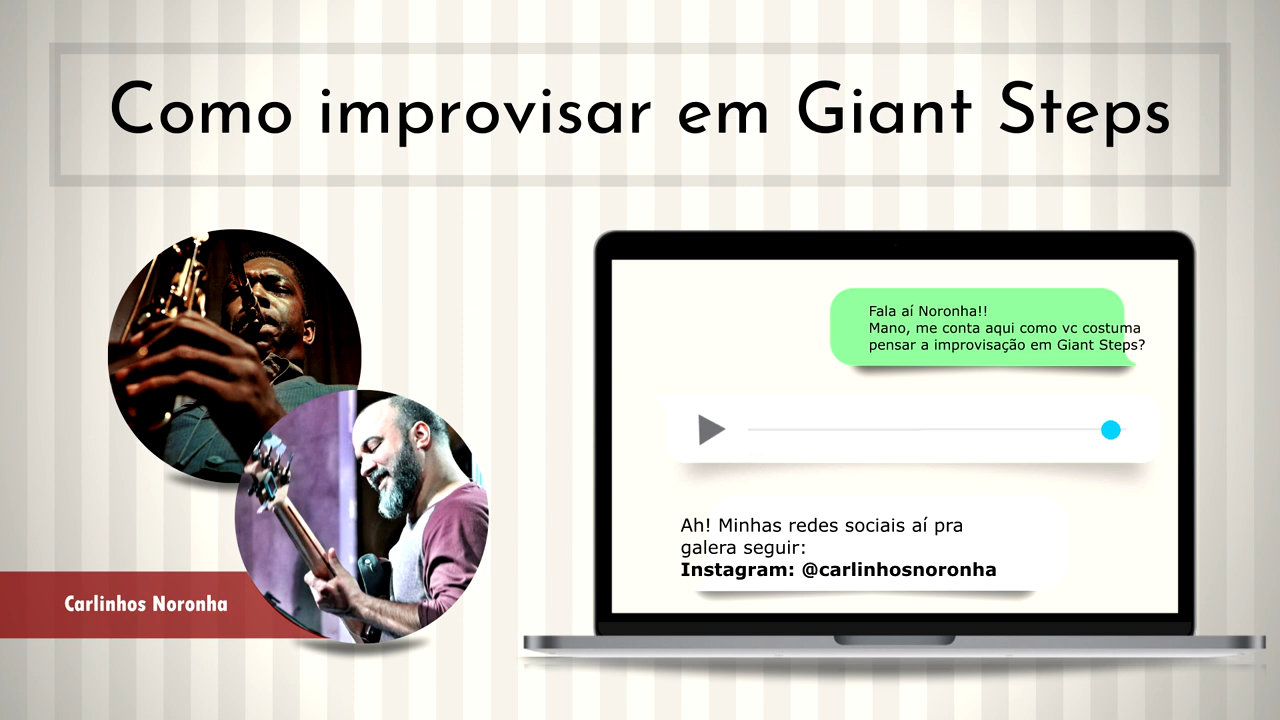 Como improvisar em Giant Steps
Fala aí Noronha!!
Mano, me conta aqui como vc costuma
pensar a improvisação em Giant Steps?
Ah! Minhas redes sociais aí pra
galera seguir:
Instagram: @carlinhosnoronha
Carlinhos Noronha